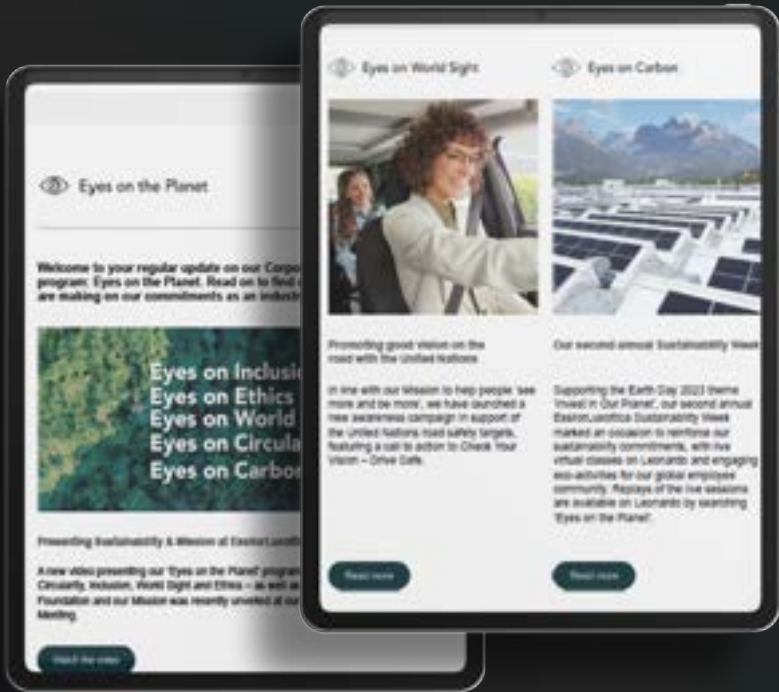 Eyes on the Planet
Welcome to your regular update on our Corpo
program: Eyes on the Planet. Read on to find
are making on our commitments as an industr
Eyes on Inclusi
Eyes on Ethics
Eyes on World
Eyes on Circula
Eyes on Carbon
Presenting Sustainability & Mission at EssilorLuxott
A new video presenting our 'Eyes on the Planet' program
Circularity, Inclusion, World Sight and Ethics – as well as
Foundation and our Mission was recently unveiled at our
Meeting.
Watch the video
Eyes on World Sight
Promoting good vision on the
road with the United Nations
In line with our Mission to help people 'see
more and be more', we have launched a
new awareness campaign in support of
the United Nations road safety targets,
featuring a call to action to Check Your
Vision – Drive Safe.
Read more
Eyes on Carbon
Our second annual Sustainability Week
Supporting the Earth Day 2023 theme
'Invest in Our Planet', our second annual
EssilorLuxottica Sustainability Week
marked an occasion to reinforce our
sustainability commitments, with live
virtual classes on Leonardo and engaging
eco-activities for our global employee
community. Replays of the live sessions
are available on Leonardo by searching
'Eyes on the Planet'.
Read more